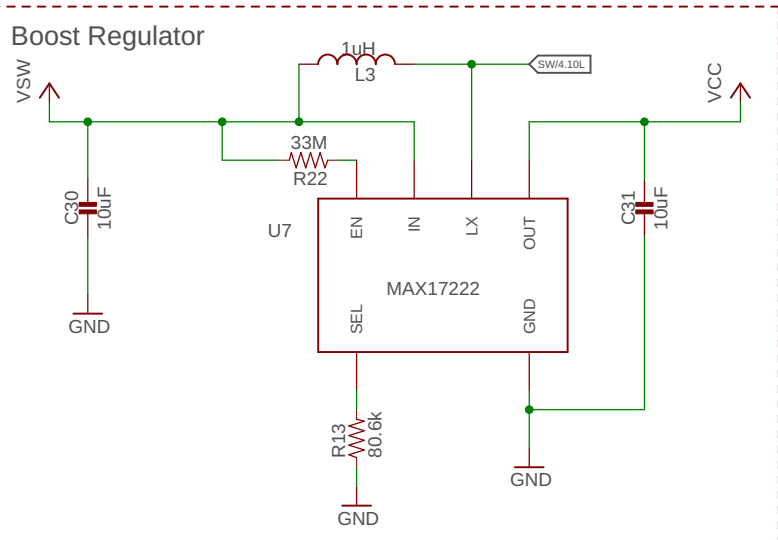 Boost Regulator
1uH
L3
SW/4.10L
VSW
VCC
33M
R22
C30
10uF
C31
10uF
U7
EN
IN
LX
OUT
MAX17222
SEL
GND
GND
R13
80.6k
GND
GND